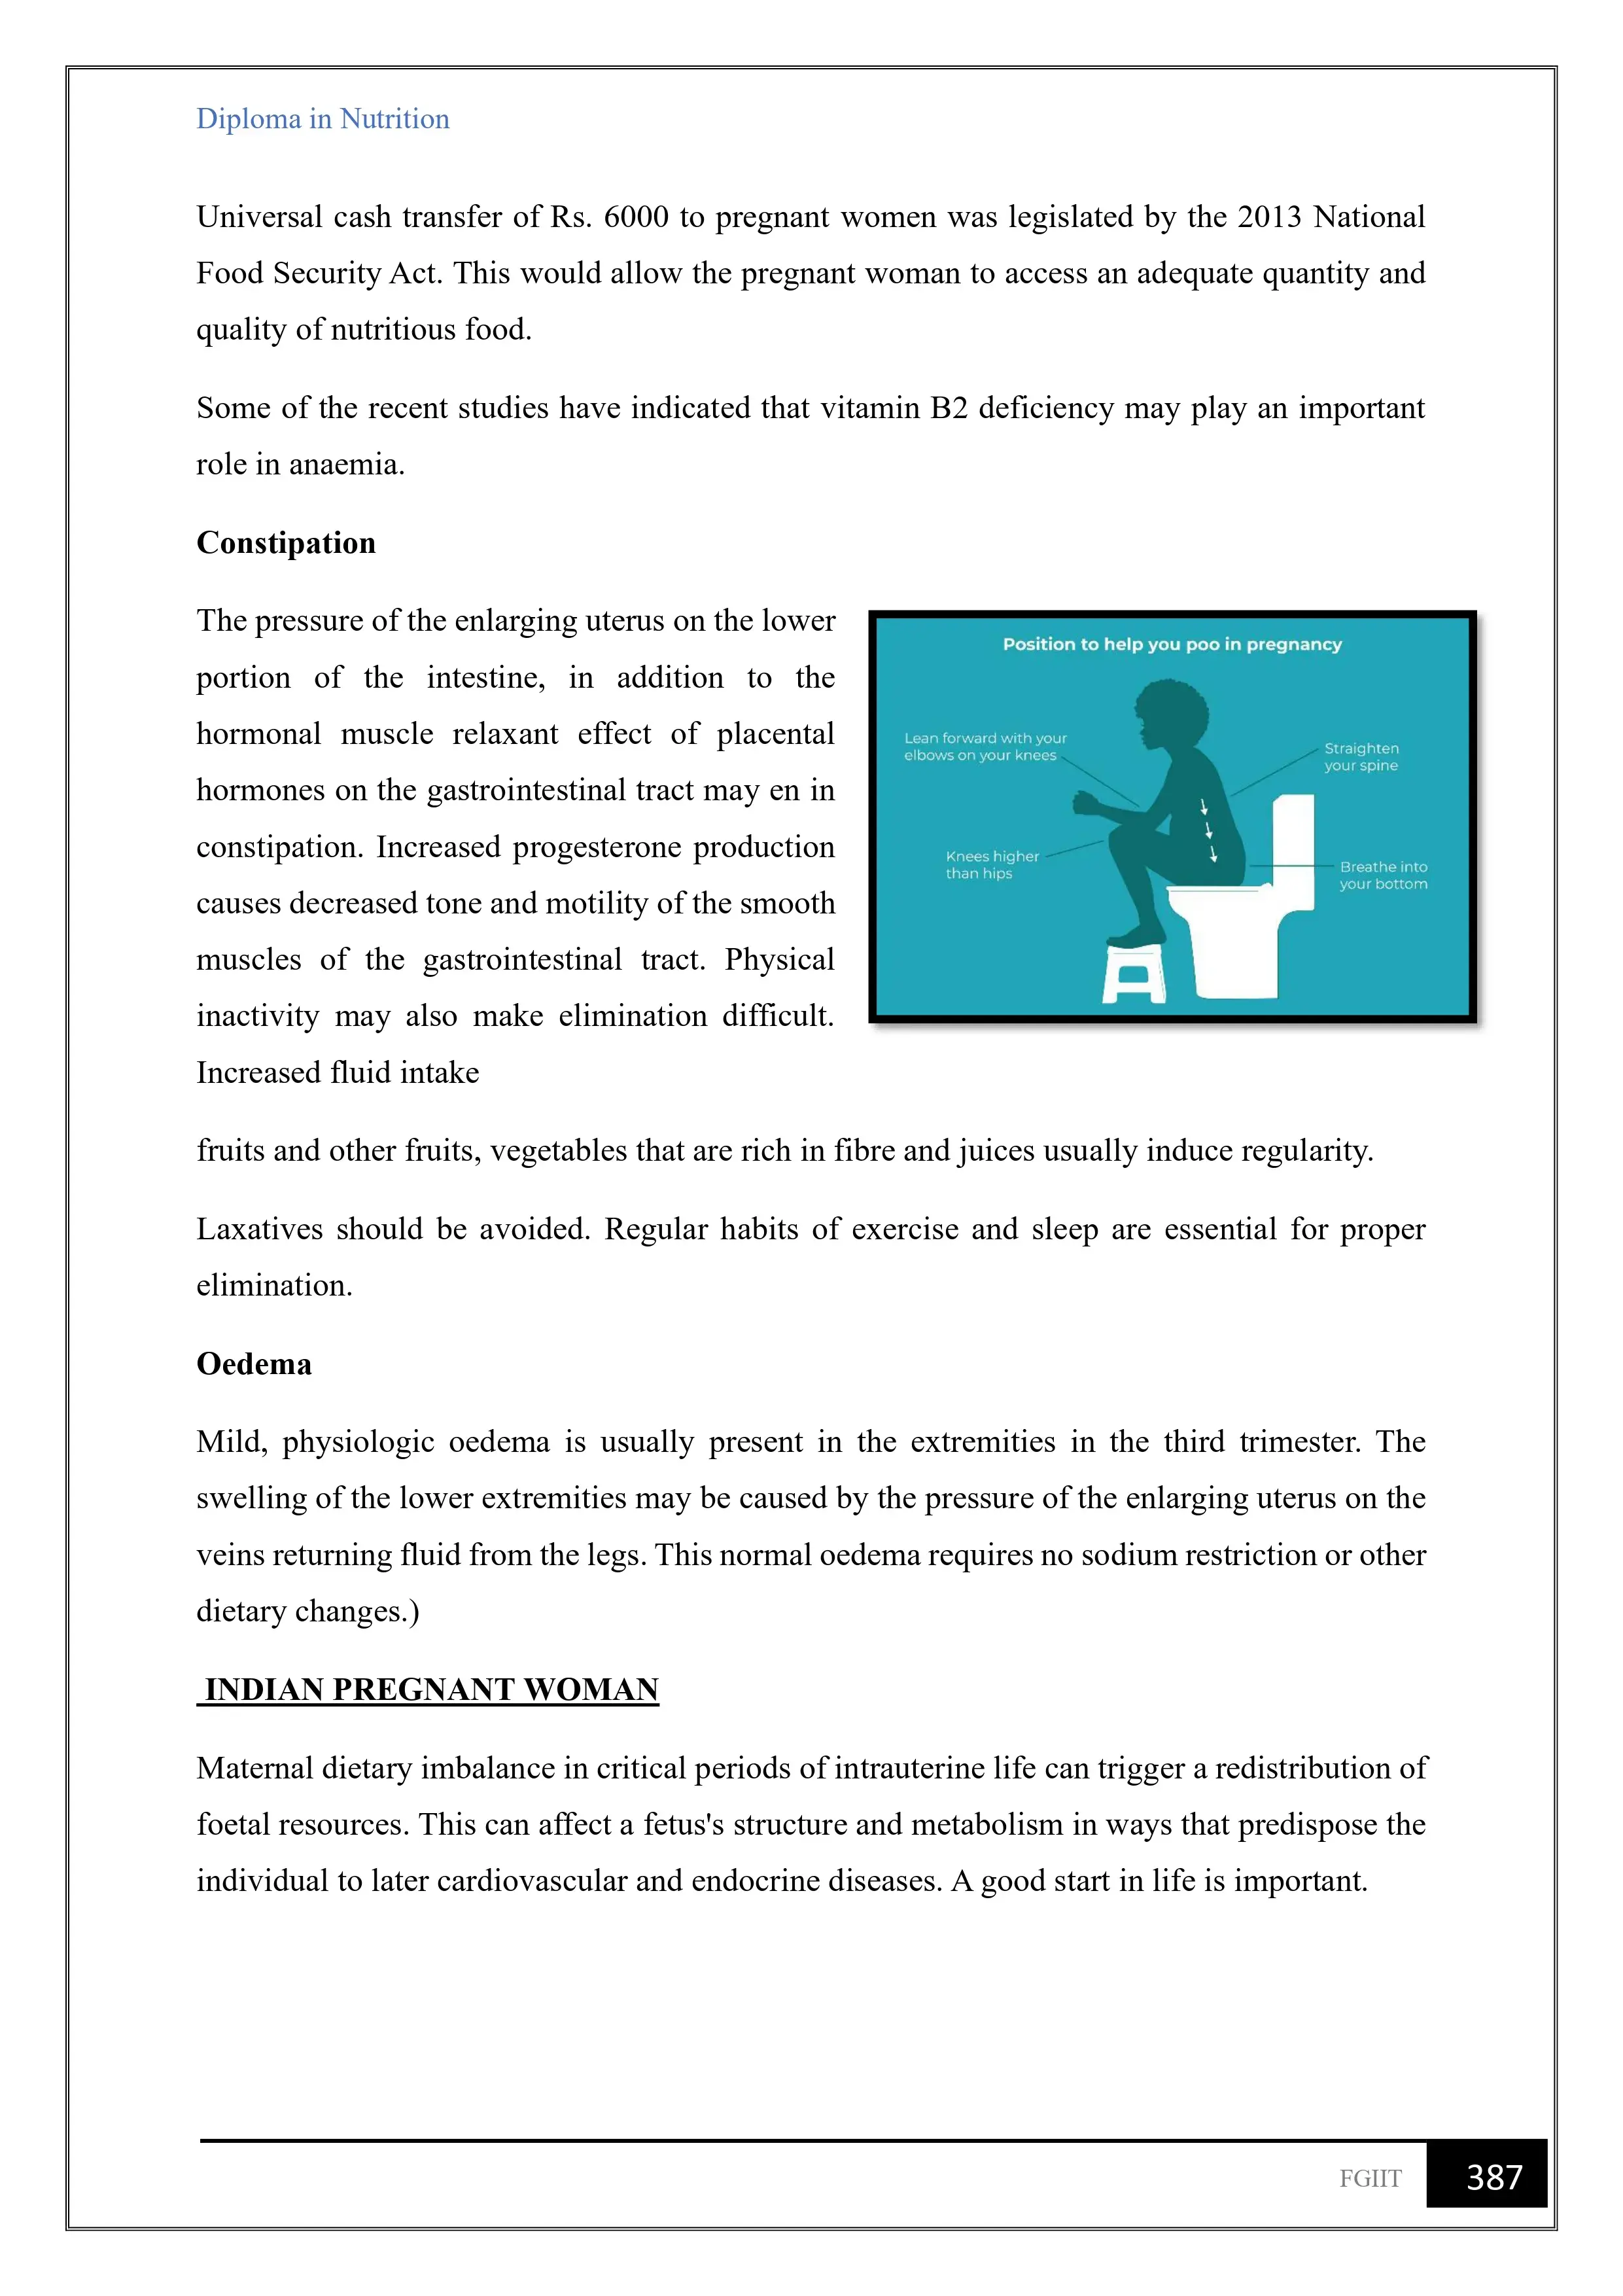 Diploma in Nutrition
Universal cash transfer of Rs. 6000 to pregnant women was legislated by the 2013 National
Food Security Act. This would allow the pregnant woman to access an adequate quantity and
quality of nutritious food.
Some of the recent studies have indicated that vitamin B2 deficiency may play an important
role in anaemia.
Constipation
The pressure of the enlarging uterus on the lower
portion of the intestine, in addition to the
hormonal muscle relaxant effect of placental
hormones on the gastrointestinal tract may en in
constipation. Increased progesterone production
causes decreased tone and motility of the smooth
muscles of the gastrointestinal tract. Physical
inactivity may also make elimination difficult.
Increased fluid intake
Position to help you poo in pregnancy
Lean forward with your
elbows on your knees
Straighten
your spine
Knees higher
than hips
Breathe into
your bottom
fruits and other fruits, vegetables that are rich in fibre and juices usually induce regularity.
Laxatives should be avoided. Regular habits of exercise and sleep are essential for proper
elimination.
Oedema
Mild, physiologic oedema is usually present in the extremities in the third trimester. The
swelling of the lower extremities may be caused by the pressure of the enlarging uterus on the
veins returning fluid from the legs. This normal oedema requires no sodium restriction or other
dietary changes.)
INDIAN PREGNANT WOMAN
Maternal dietary imbalance in critical periods of intrauterine life can trigger a redistribution of
foetal resources. This can affect a fetus's structure and metabolism in ways that predispose the
individual to later cardiovascular and endocrine diseases. A good start in life is important.
FGIIT
387